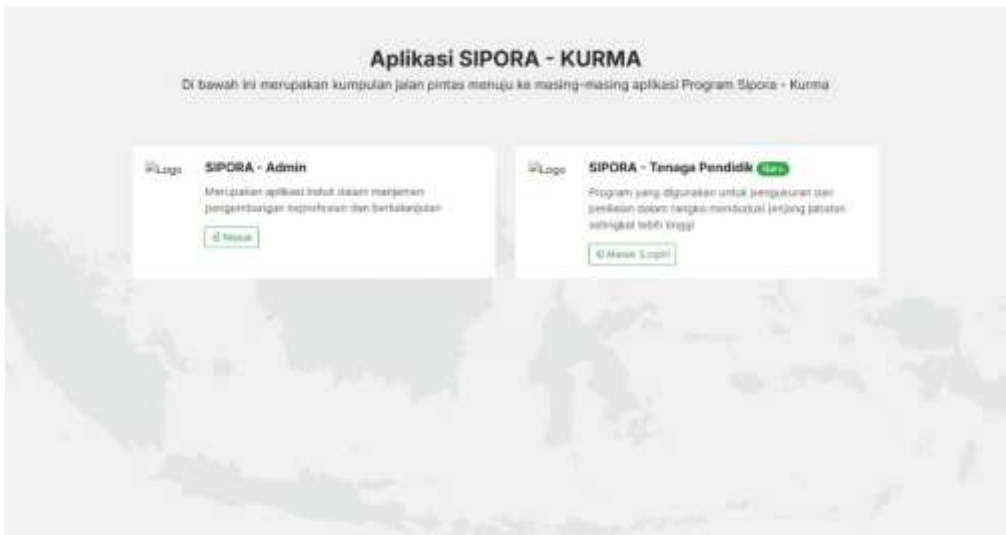 Aplikasi SIPORA - KURMA
Di bawah ini merupakan kumpulan jalan pintas menuju ke masing-masing aplikasi Program Sipora - Kurma
Logo
SIPORA - Admin
Merupakan aplikasi induk dalam manjemen
pengembangan keprofesian dan berkelanjutan
Masuk
Logo
SIPORA - Tenaga Pendidik Baru
Program yang digunakan untuk pengukuran dan
penilaian dalam rangka menduduki jenjang jabatan
setingkat lebih tinggi
Masuk (Login)